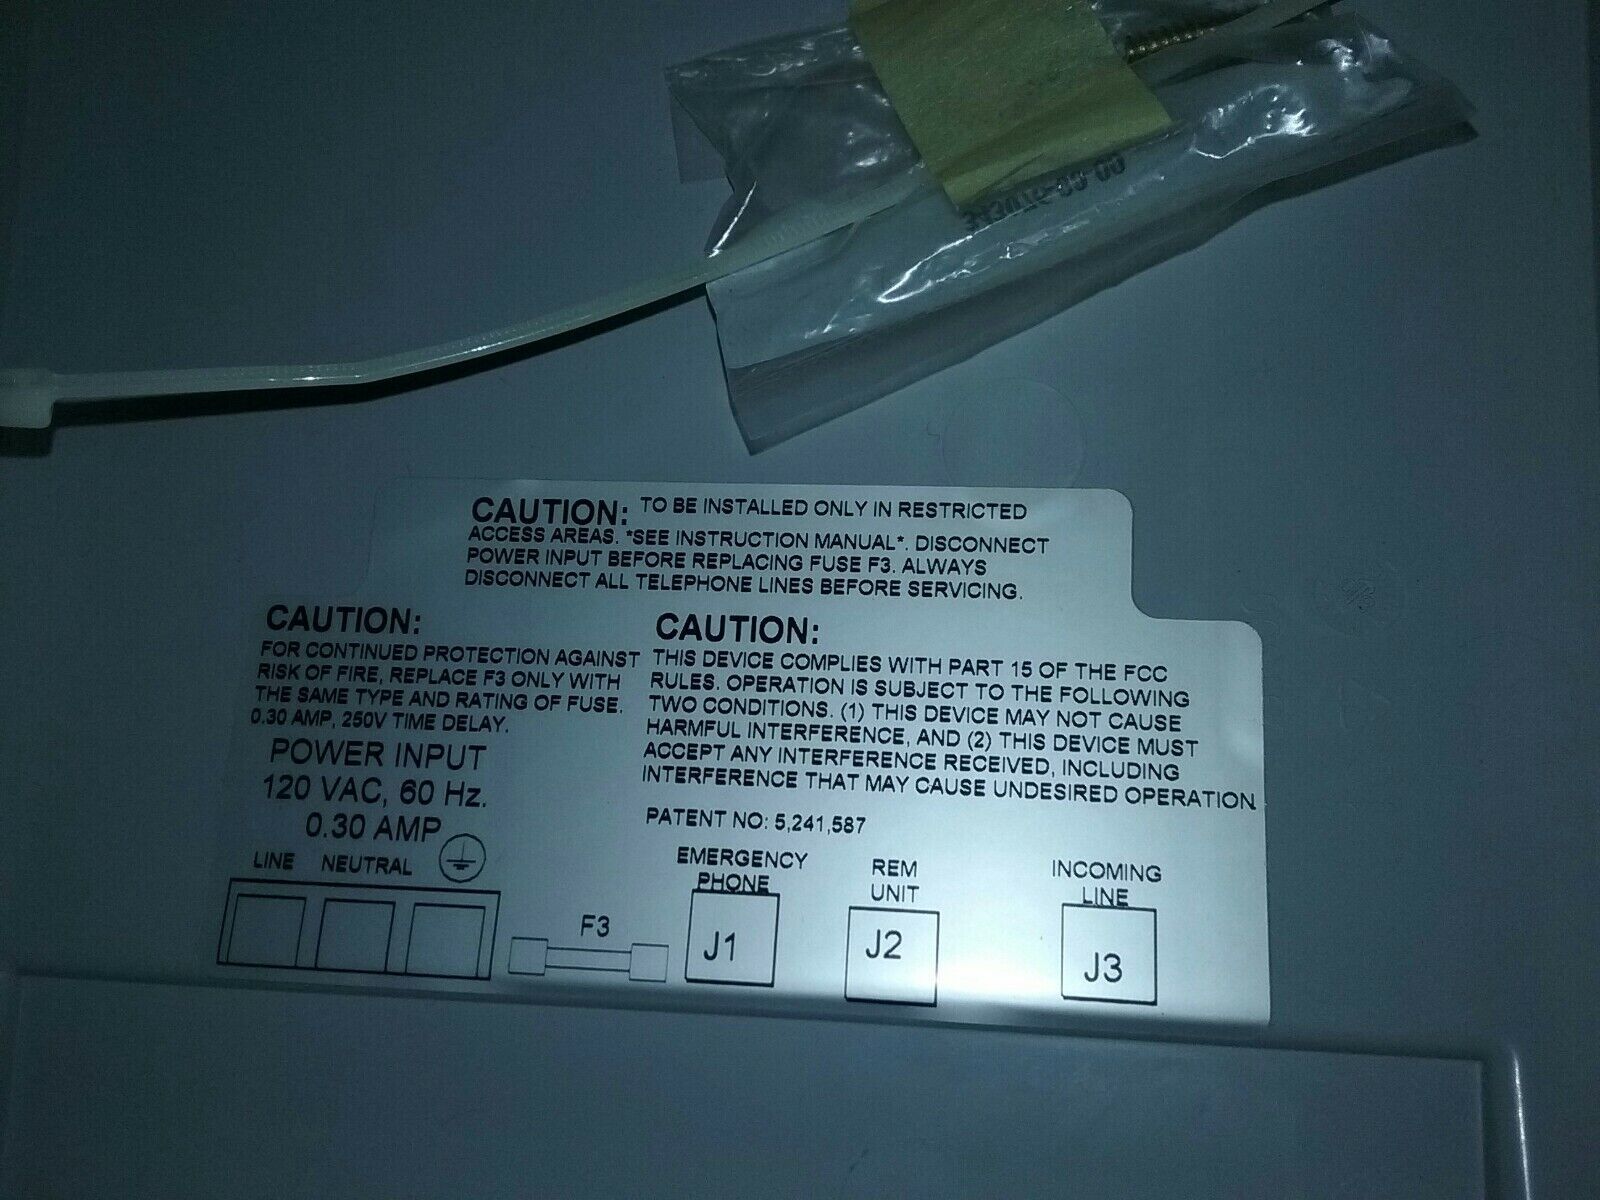 CAUTION: TO BE INSTALLED ONLY IN RESTRICTED
ACCESS AREAS. *SEE INSTRUCTION MANUAL*. DISCONNECT
POWER INPUT BEFORE REPLACING FUSE F3. ALWAYS
DISCONNECT ALL TELEPHONE LINES BEFORE SERVICING.
CAUTION:
FOR CONTINUED PROTECTION AGAINST
RISK OF FIRE, REPLACE F3 ONLY WITH
THE SAME TYPE AND RATING OF FUSE.
0.30 AMP, 250V TIME DELAY.
POWER INPUT
120 VAC, 60 Hz.
0.30 AMP
LINE NEUTRAL
F3
CAUTION:
THIS DEVICE COMPLIES WITH PART 15 OF THE FCC
RULES. OPERATION IS SUBJECT TO THE FOLLOWING
TWO CONDITIONS. (1) THIS DEVICE MAY NOT CAUSE
HARMFUL INTERFERENCE, AND (2) THIS DEVICE MUST
ACCEPT ANY INTERFERENCE RECEIVED, INCLUDING
INTERFERENCE THAT MAY CAUSE UNDESIRED OPERATION.
PATENT NO: 5,241,587
EMERGENCY
PHONE
J1
REM
UNIT
J2
INCOMING
LINE
J3